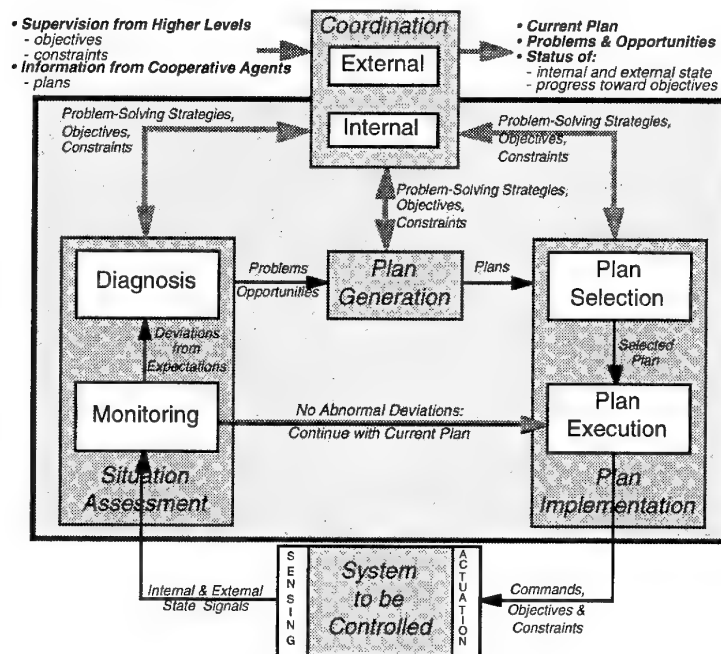 • Supervision from Higher Levels
- objectives
- constraints
• Information from Cooperative Agents
- plans
Coordination
External
Internal
• Current Plan
• Problems & Opportunities
• Status of:
- internal and external state
- progress toward objectives
Problem-Solving Strategies,
Objectives,
Constraints
Problem-Solving Strategies,
Objectives,
Constraints
Problem-Solving Strategies,
Objectives,
Constraints
Diagnosis
Problems
Opportunities
Plan
Generation
Plans
Plan
Selection
Deviations
from
Expectations
Selected
Plan
Monitoring
No Abnormal Deviations:
Continue with Current Plan
Plan
Execution
Situation
Assessment
Plan
Implementation
Internal & External
State Signals
SENSING
System
to be
Controlled
ACTUATION
Commands,
Objectives &
Constraints